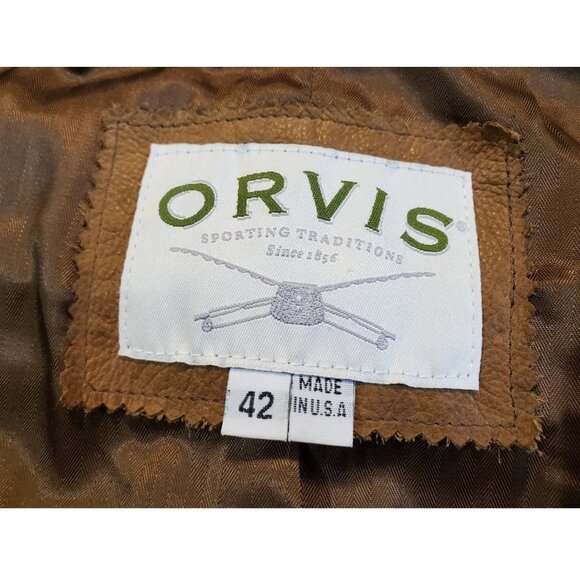 ORVIS®
SPORTING TRADITIONS
Since 1856
42
MADE
IN U.S.A